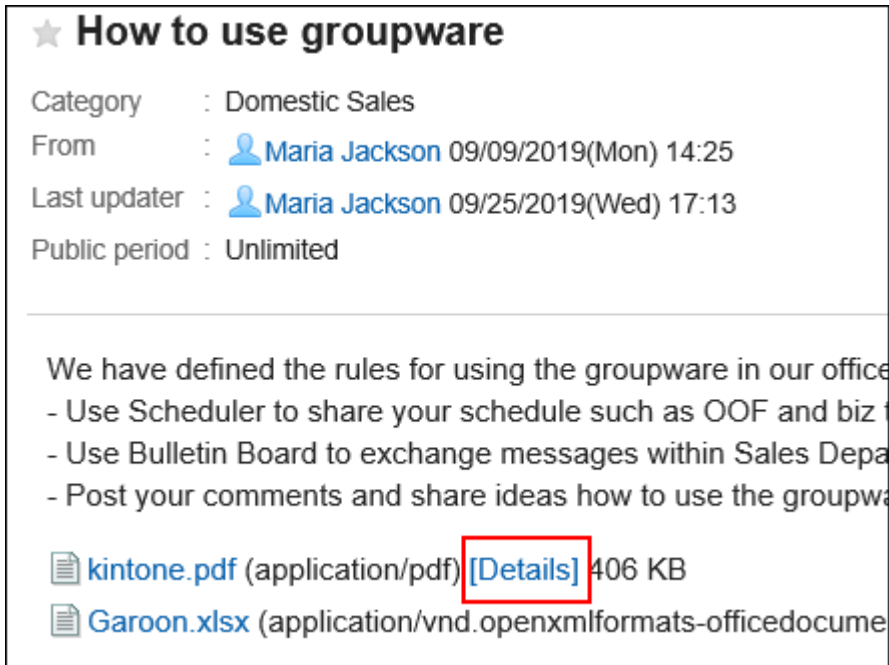 How to use groupware
Category : Domestic Sales
From : Maria Jackson 09/09/2019(Mon) 14:25
Last updater : Maria Jackson 09/25/2019(Wed) 17:13
Public period : Unlimited
We have defined the rules for using the groupware in our office
- Use Scheduler to share your schedule such as OOF and biz
- Use Bulletin Board to exchange messages within Sales Depa
- Post your comments and share ideas how to use the groupwa
kintone.pdf (application/pdf) [Details] 406 KB
Garoon.xlsx (application/vnd.openxmlformats-officedocume